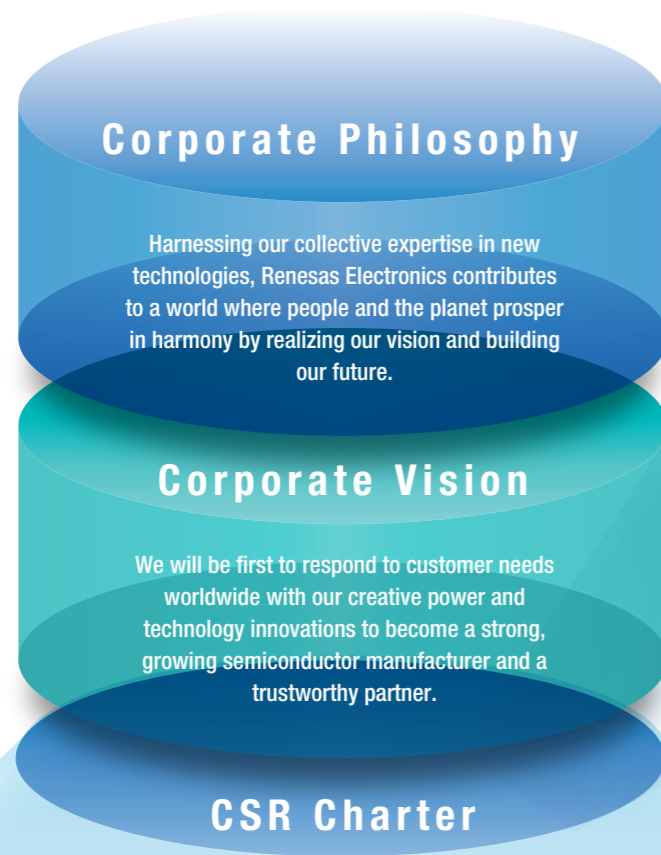 Corporate Philosophy
Harnessing our collective expertise in new
technologies, Renesas Electronics contributes
to a world where people and the planet prosper
in harmony by realizing our vision and building
our future.
Corporate Vision
We will be first to respond to customer needs
worldwide with our creative power and
technology innovations to become a strong,
growing semiconductor manufacturer and a
trustworthy partner.
CSR Charter